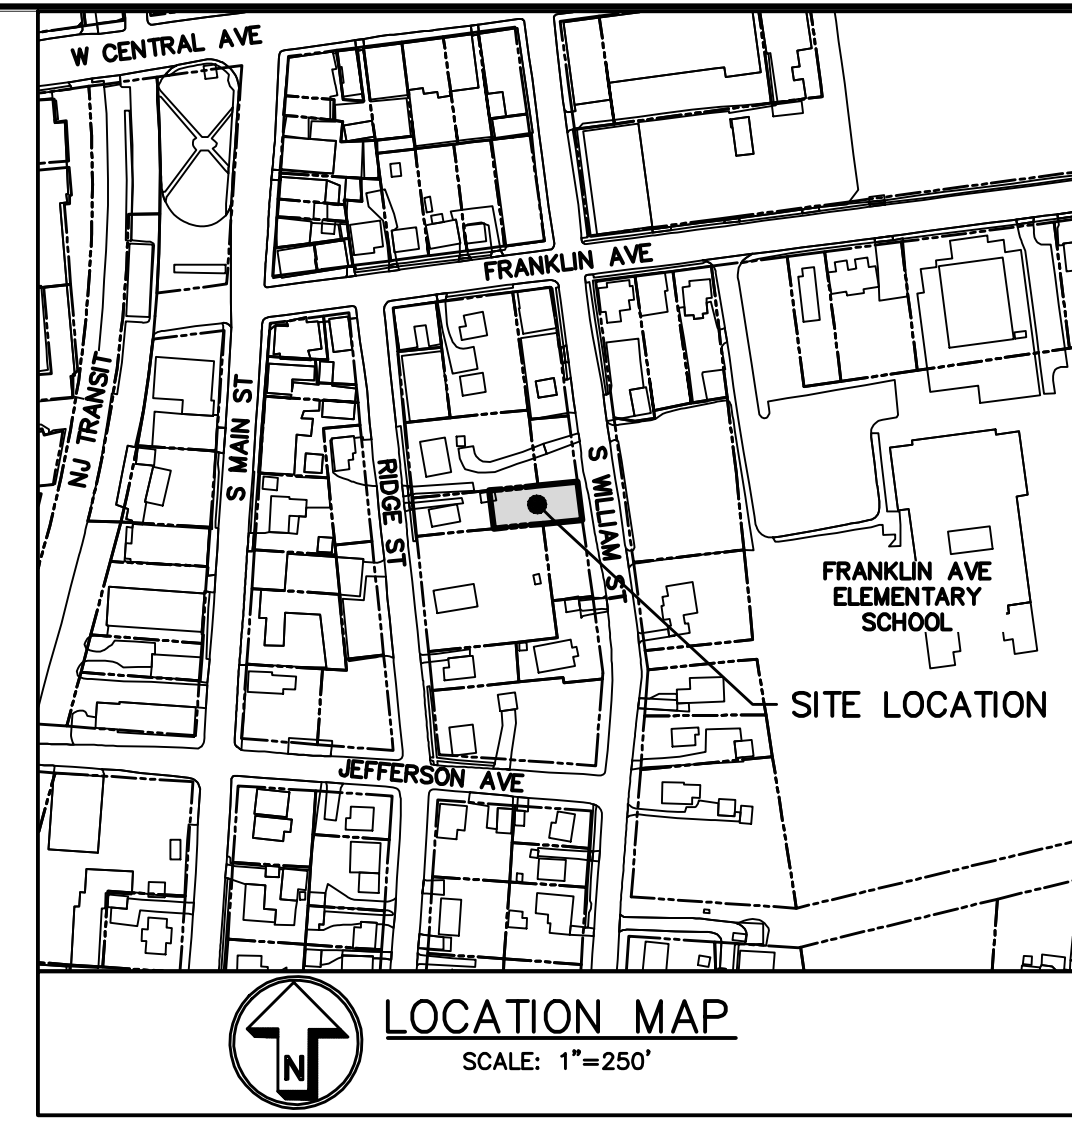 W CENTRAL AVE
FRANKLIN AVE
NJ TRANSIT
S MAIN ST
RIDGE ST
S WILLIAM ST
FRANKLIN AVE
ELEMENTARY
SCHOOL
SITE LOCATION
JEFFERSON AVE
N
LOCATION MAP
SCALE: 1"=250'